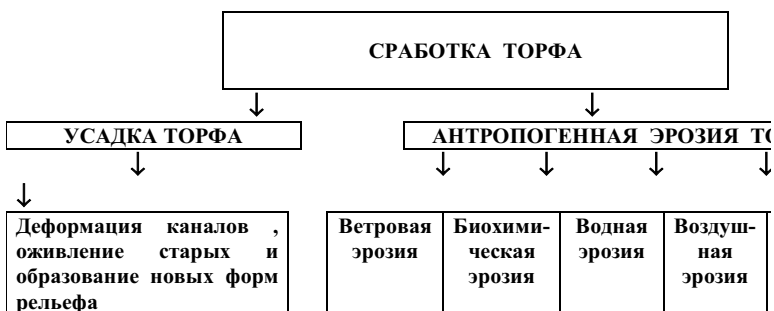 СРАБОТКА ТОРФА
УСАДКА ТОРФА
АНТРОПОГЕННАЯ ЭРОЗИЯ ТО
Деформация каналов ,
оживление старых и
образование новых форм
рельефа
Ветровая
эрозия
Биохими-
ческая
эрозия
Водная
эрозия
Воздуш-
ная
эрозия